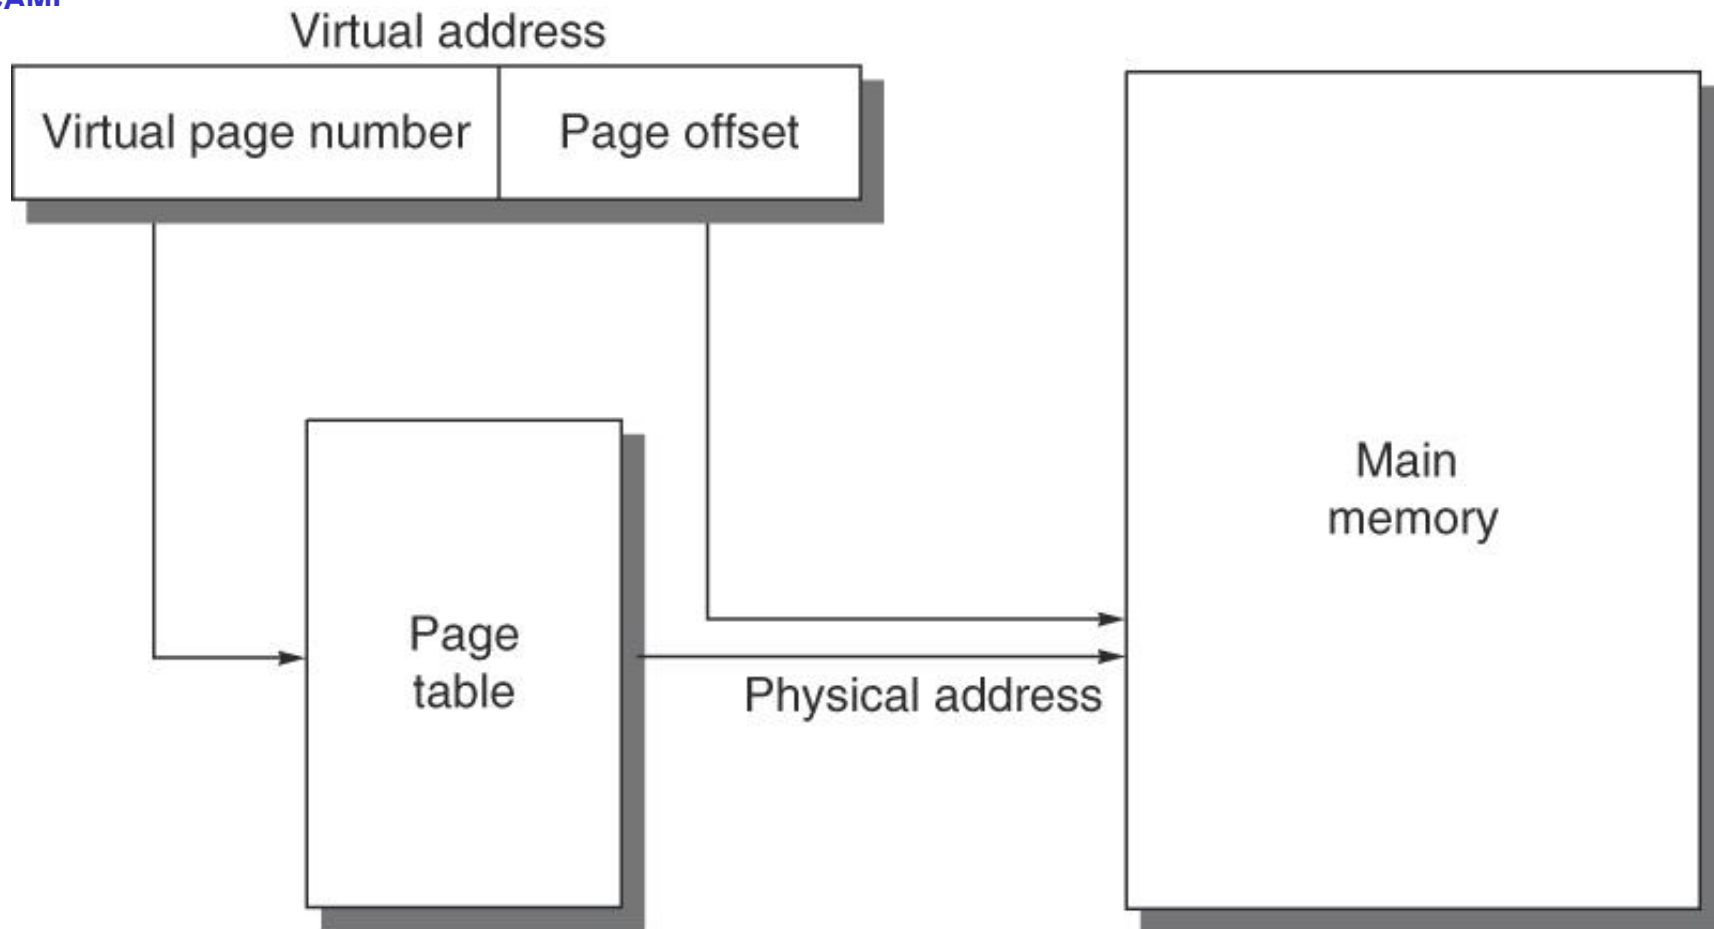 Virtual address
Virtual page number
Page offset
Main
memory
Page
table
Physical address